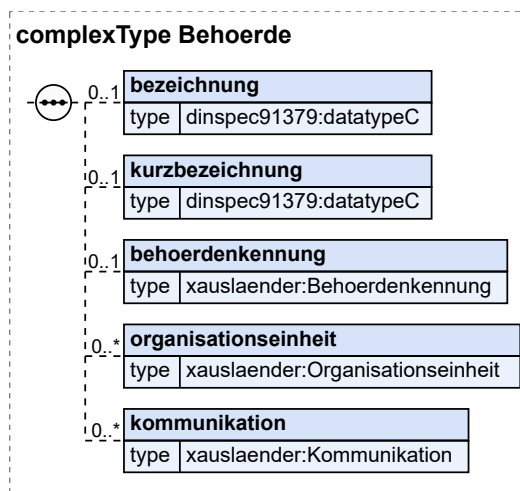 complexType Behoerde
0..1 bezeichnung
type dinspec91379:datatypeC
0..1 kurzbezeichnung
type dinspec91379:datatypeC
0..1 behoerdenkennung
type xauslaender:Behoerdenkennung
0..* organisationseinheit
type xauslaender:Organisationseinheit
0..* kommunikation
type xauslaender:Kommunikation